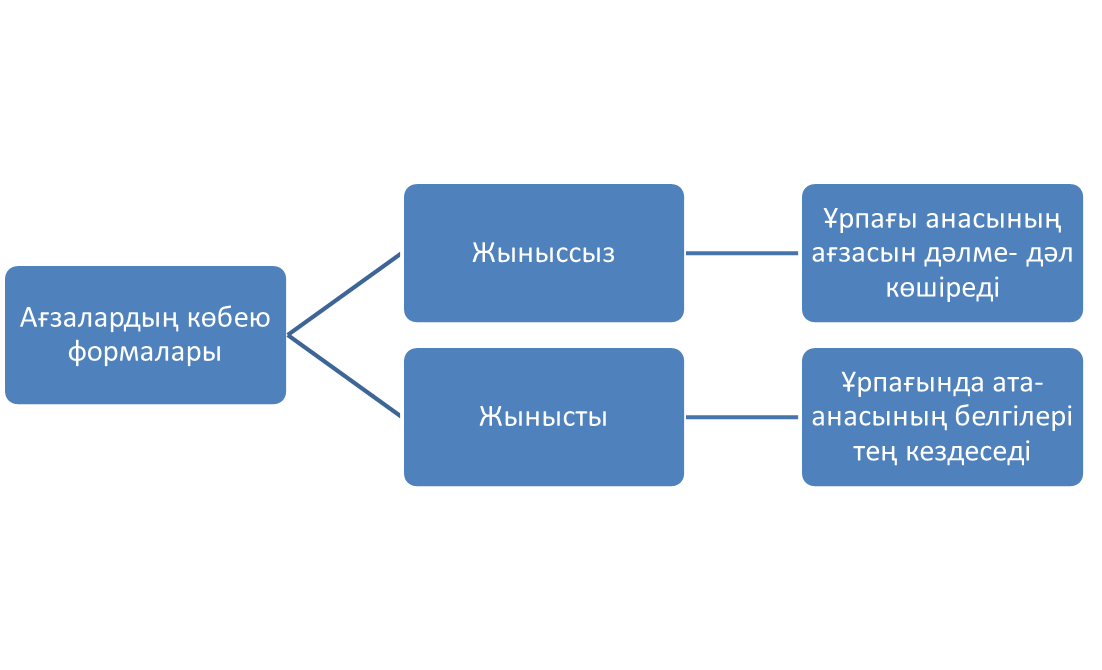 Ағзалардың көбею
формалары
Жыныссыз
Ұрпағы анасының
ағзасын дәлме- дәл
көшіреді
Жынысты
Ұрпағында ата-
анасының белгілері
тең кездеседі